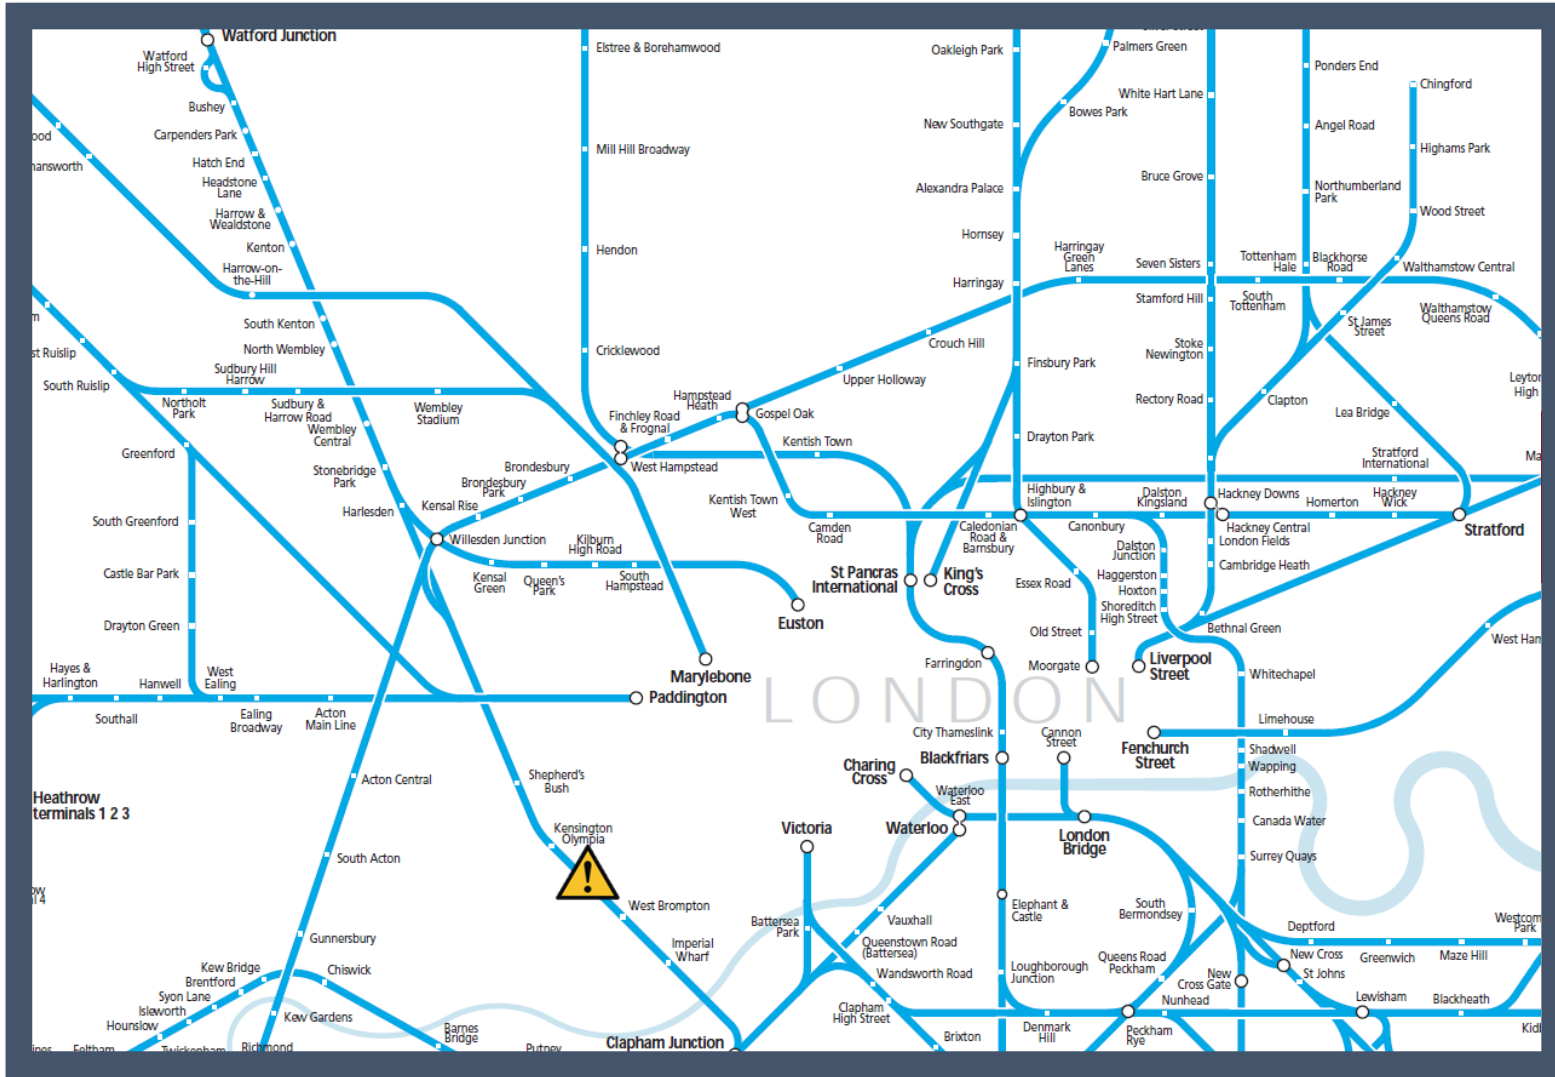 Watford Junction
Watford
High Street
Bushey
Carpenders Park
Hatch End
Headstone
Lane
Harrow &
Wealdstone
Kenton
Harrow-on-
the-Hill
South Kenton
North Wembley
South Ruislip
Northolt
Park
Sudbury Hill
Harrow
Sudbury &
Harrow Road
Wembley
Central
Wembley
Stadium
Greenford
Stonebridge
Park
Harlesden
South Greenford
Castle Bar Park
Drayton Green
Hayes &
Harlington
Southall
Hanwell
West
Ealing
Ealing
Broadway
Acton
Main Line
Paddington
Marylebone
Elstree & Borehamwood
Mill Hill Broadway
Hendon
Cricklewood
Hampstead
Heath
Finchley Road
& Frognal
Gospel Oak
West Hampstead
Kentish Town
Brondesbury
Brondesbury
Park
Kensal Rise
Willesden Junction
Kensal
Green
Queen's
Park
Kilburn
High Road
South
Hampstead
Euston
Kentish Town
West
Camden
Road
Caledonian
Road &
Barnsbury
Upper Holloway
Crouch Hill
Oakleigh Park
New Southgate
Alexandra Palace
Hornsey
Harringay
Finsbury Park
Drayton Park
Highbury &
Islington
Palmers Green
Bowes Park
Harringay
Green
Lanes
White Hart Lane
Bruce Grove
Seven Sisters
Stamford Hill
Stoke
Newington
Rectory Road
South
Tottenham
Tottenham
Hale
Blackhorse
Road
Ponders End
Angel Road
Northumberland
Park
Chingford
Highams Park
Wood Street
Walthamstow Central
Walthamstow
Queens Road
St James
Street
Clapton
Lea Bridge
Stratford
International
Canonbury
Dalston
Kingsland
Hackney Downs
Hackney Central
Homerton
Hackney
Wick
Stratford
London Fields
Cambridge Heath
Bethnal Green
Dalston
Junction
Haggerston
Hoxton
Shoreditch
High Street
Essex Road
Old Street
Moorgate
Liverpool
Street
St Pancras
International
King's
Cross
Farringdon
City Thameslink
Blackfriars
LONDON
Whitechapel
Limehouse
Fenchurch
Street
Shadwell
Wapping
Rotherhithe
Canada Water
Surrey Quays
Cannon
Street
Charing
Cross
Waterloo
East
Waterloo
London
Bridge
Victoria
Acton Central
South Acton
Gunnersbury
Kew Gardens
Richmond
Heathrow
terminals 1 2 3
Kew Bridge
Brentford
Syon Lane
Isleworth
Hounslow
Feltham
Twickenham
Chiswick
Barnes
Bridge
Putney
Shepherd's
Bush
Kensington
Olympia
!
West Brompton
Imperial
Wharf
Clapham Junction
Battersea
Park
Vauxhall
Queenstown Road
(Battersea)
Wandsworth Road
Clapham
High Street
Brixton
Elephant &
Castle
Loughborough
Junction
Denmark
Hill
Peckham
Rye
South
Bermondsey
Queens Road
Peckham
Nunhead
New
Cross Gate
New Cross
St Johns
Lewisham
Deptford
Greenwich
Maze Hill
Westcom
Park
Blackheath
West Ham